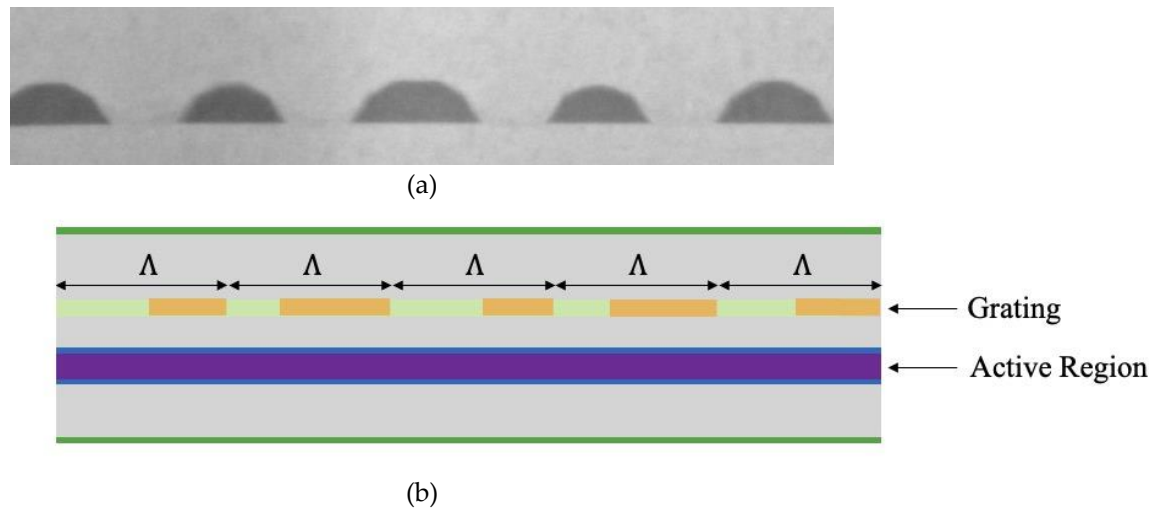 (a)
Λ Λ Λ Λ Λ
Grating
Active Region
(b)